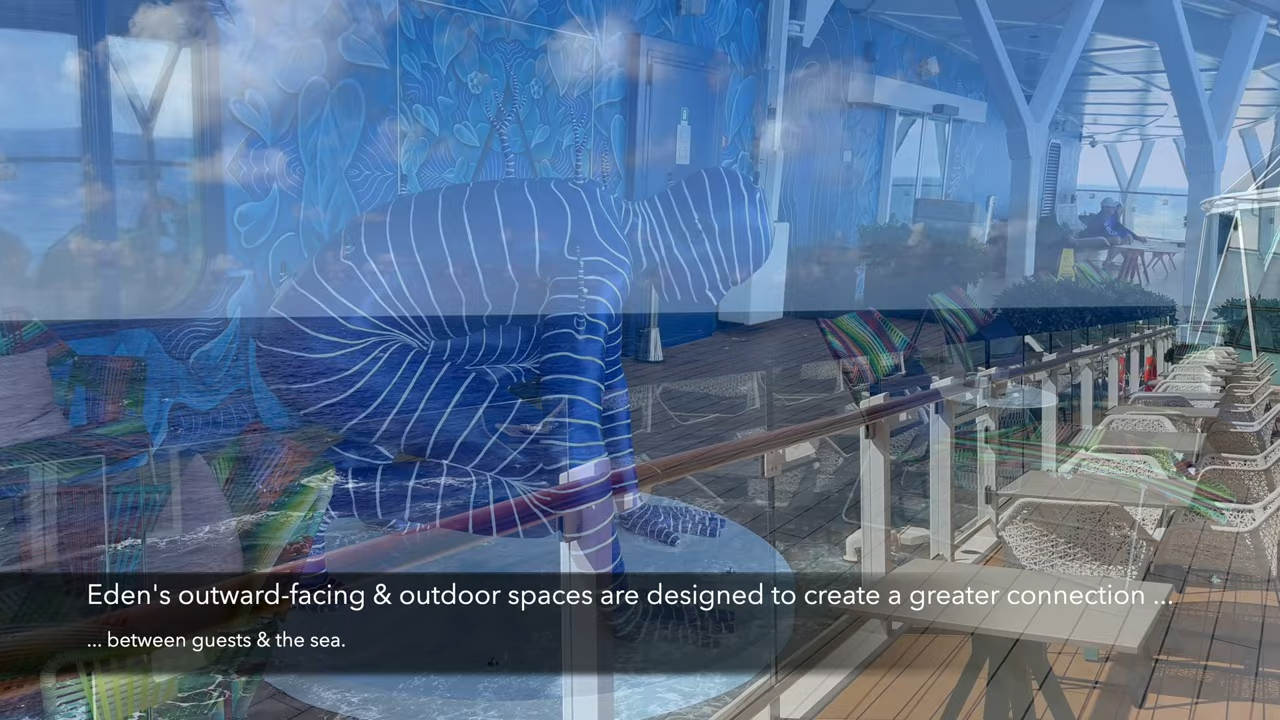 Eden's outward-facing & outdoor spaces are designed to create a greater connection ...
... between guests & the sea.